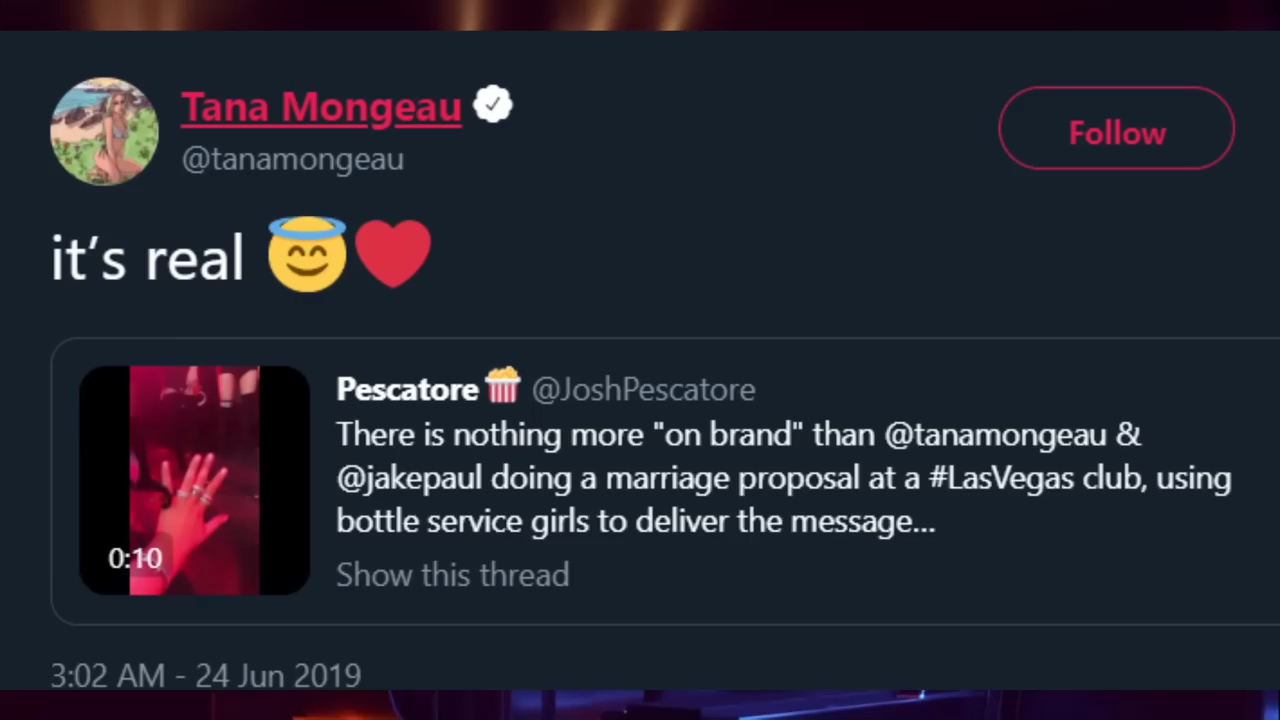 Tana Mongeau
Follow
@tanamongeau
it’s real 😇❤️
Pescatore🍿 @JoshPescatore
There is nothing more "on brand" than @tanamongeau &
@jakepaul doing a marriage proposal at a #LasVegas club, using
bottle service girls to deliver the message...
0:10
Show this thread
3:02 AM - 24 Jun 2019